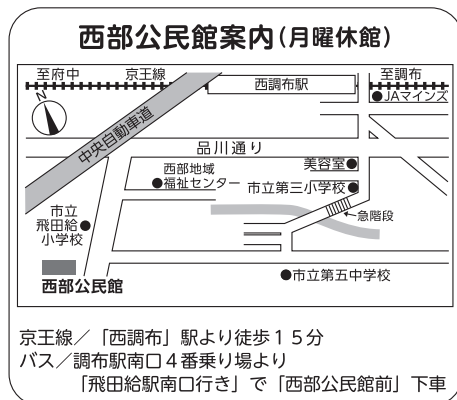 西部公民館案内(月曜休館)
至府中
京王線
西調布駅
至調布
N
●JAマインズ
中央自動車道
品川通り
美容室●
西部地域
●福祉センター
市立第三小学校●
←急階段
市立
飛田給●
小学校
西部公民館
●市立第五中学校
京王線/「西調布」駅より徒歩15分
バス/調布駅南口4番乗り場より
「飛田給駅南口行き」で「西部公民館前」下車